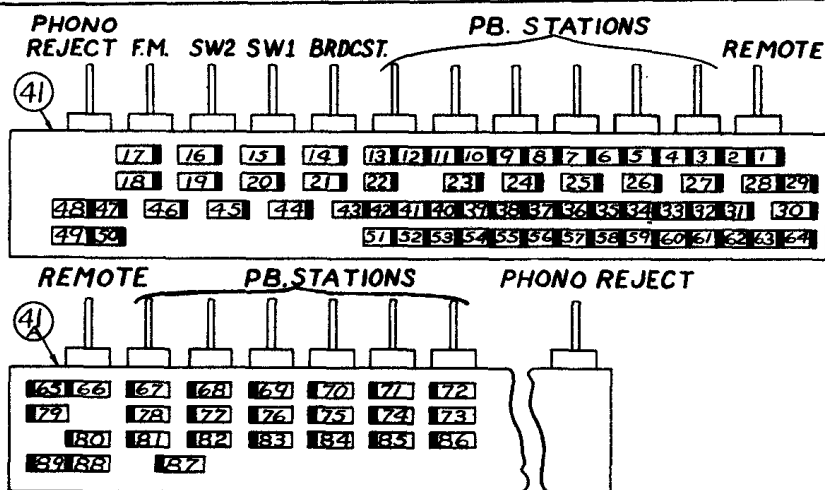 PHONO REJECT F.M. SW2 SW1 BRDCST. PB. STATIONS REMOTE
41
17 16 15 14 13 12 11 10 9 8 7 6 5 4 3 2 1
18 19 20 21 22 23 24 25 26 27 28 29
48 47 46 45 44 43 42 41 40 39 38 37 36 35 34 33 32 31 30
49 50 51 52 53 54 55 56 57 58 59 60 61 62 63 64
REMOTE PB. STATIONS PHONO REJECT
41 A
65 66 67 68 69 70 71 72
79 78 77 76 75 74 73
80 81 82 83 84 85 86
89 88 87